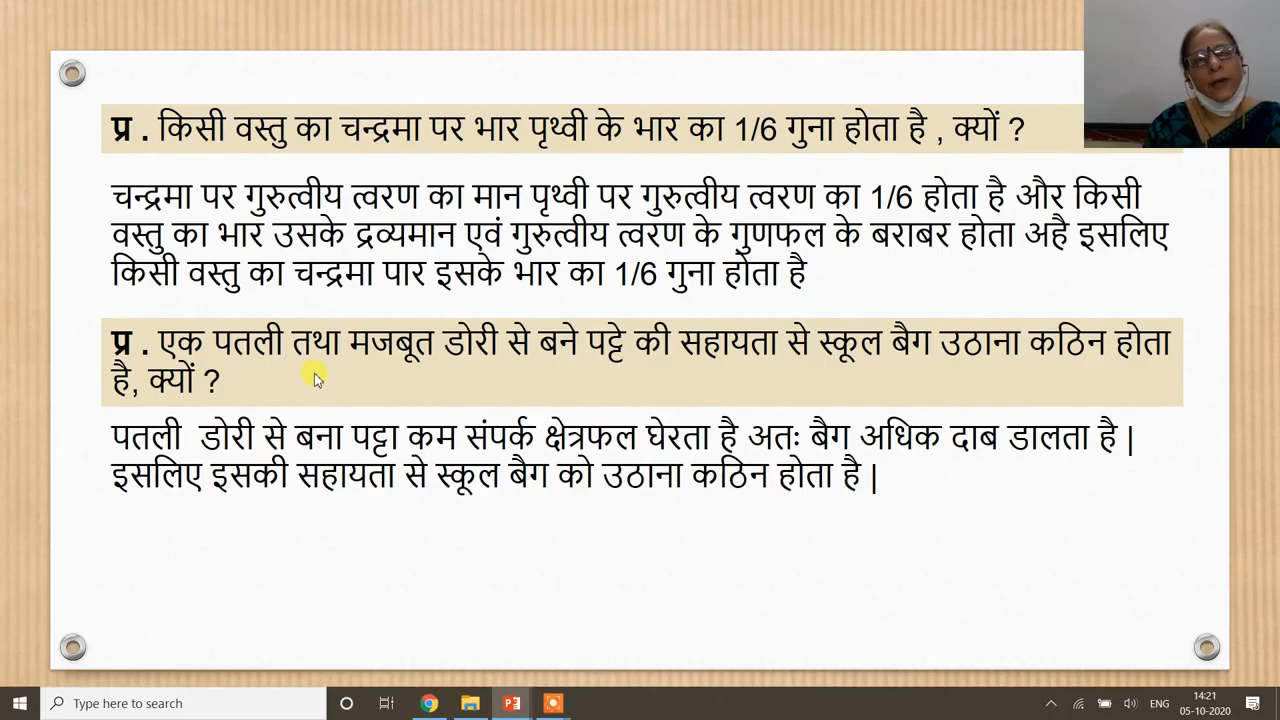 प्र . किसी वस्तु का चन्द्रमा पर भार पृथ्वी के भार का 1/6 गुना होता है , क्यों ?
चन्द्रमा पर गुरुत्वीय त्वरण का मान पृथ्वी पर गुरुत्वीय त्वरण का 1/6 होता है और किसी
वस्तु का भार उसके द्रव्यमान एवं गुरुत्वीय त्वरण के गुणफल के बराबर होता अहै इसलिए
किसी वस्तु का चन्द्रमा पार इसके भार का 1/6 गुना होता है
प्र . एक पतली तथा मजबूत डोरी से बने पट्टे की सहायता से स्कूल बैग उठाना कठिन होता
है, क्यों ?
पतली डोरी से बना पट्टा कम संपर्क क्षेत्रफल घेरता है अतः बैग अधिक दाब डालता है |
इसलिए इसकी सहायता से स्कूल बैग को उठाना कठिन होता है |
Type here to search
ENG
14:21
05-10-2020